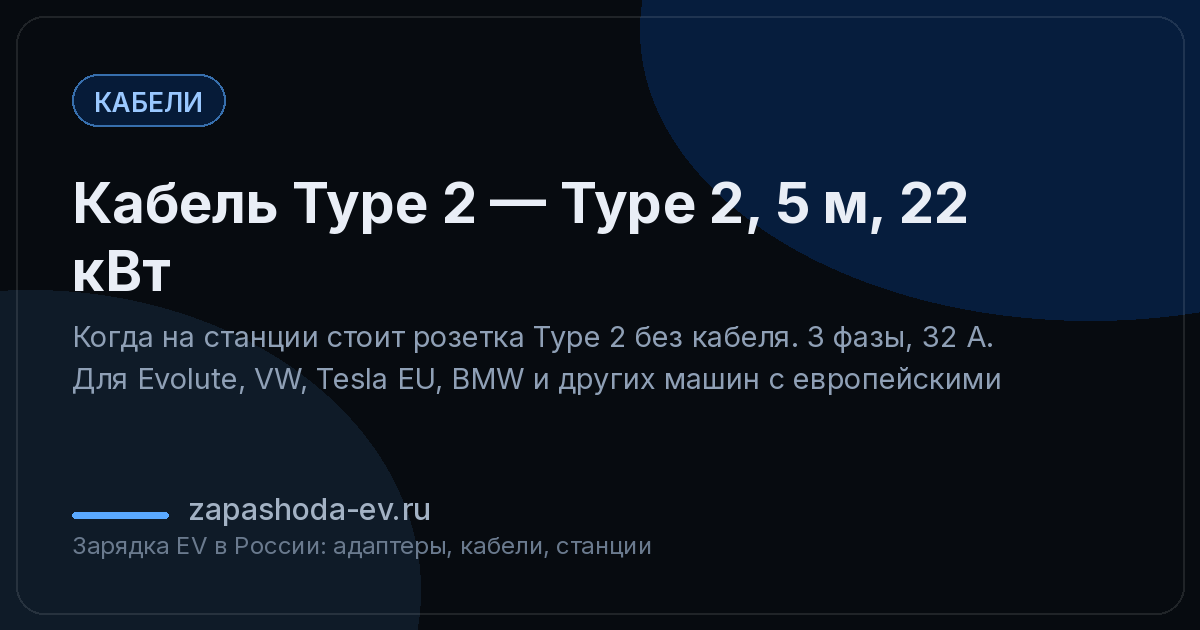 КАБЕЛИ
Кабель Type 2 — Type 2, 5 м, 22
кВт
Когда на станции стоит розетка Type 2 без кабеля. 3 фазы, 32 А.
Для Evolute, VW, Tesla EU, BMW и других машин с европейскими
zapashoda-ev.ru
Зарядка EV в России: адаптеры, кабели, станции